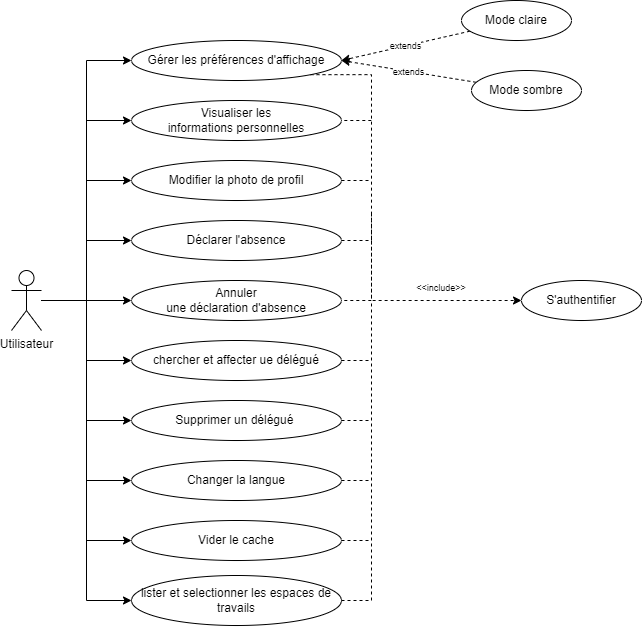 Mode claire
extends
Gérer les préférences d'affichage
extends
Mode sombre
Visualiser les
informations personnelles
Modifier la photo de profil
Déclarer l'absence
Annuler
une déclaration d'absence
<<include>>
S'authentifier
Utilisateur
chercher et affecter ue délégué
Supprimer un délégué
Changer la langue
Vider le cache
lister et selectionner les espaces de
travails